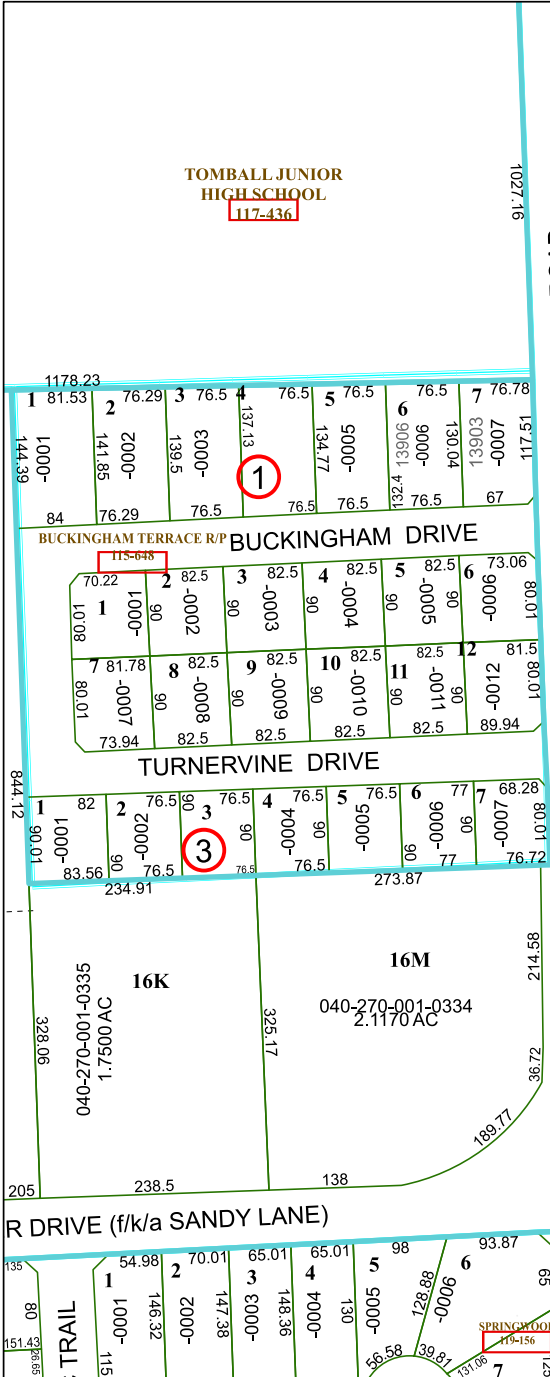 TOMBALL JUNIOR
HIGH SCHOOL
117-436
1027.16
1178.23
1 81.53 2 76.29 3 76.5 4 76.5 5 76.5 6 76.5 7 76.78
144.39 -0001 141.85 -0002 139.5 -0003 137.13 134.77 -0005 132.4 13906 -0006 130.04 13903 -0007 117.51
1
84 76.29 76.5 76.5 76.5 76.5 67
BUCKINGHAM TERRACE R/P
115-648
BUCKINGHAM DRIVE
70.22 2 82.5 3 82.5 4 82.5 5 82.5 6 73.06
80.01 1 -0001 90 -0002 90 -0003 90 -0004 90 -0005 90 -0006 80.01
7 81.78 8 82.5 9 82.5 10 82.5 11 82.5 12 81.5
80.01 -0007 90 -0008 90 -0009 90 -0010 90 -0011 90 -0012 80.01
73.94 82.5 82.5 82.5 82.5 89.94
TURNERVINE DRIVE
844.12
1 82 2 76.5 90 3 76.5 4 76.5 5 76.5 6 77 7 68.28
90.01 -0001 90 -0002 3 90 -0004 90 -0005 90 -0006 90 -0007 80.01
83.56 76.5 76.5 76.5 77 76.72
234.91 273.87
16K
040-270-001-0335
1.7500 AC
328.06
325.17
16M
040-270-001-0334
2.1170 AC
214.58
36.72
189.77
205 238.5 138
R DRIVE (f/k/a SANDY LANE)
135 54.98 70.01 65.01 65.01 98 93.87
1 2 3 4 5 6
80 -0001 146.32 -0002 147.38 -0003 148.36 -0004 130 -0005 128.88 -0006 65
151.43
26.65
TRAIL
115
56.58 39.81 131.06
SPRINGWOO
119-156
7